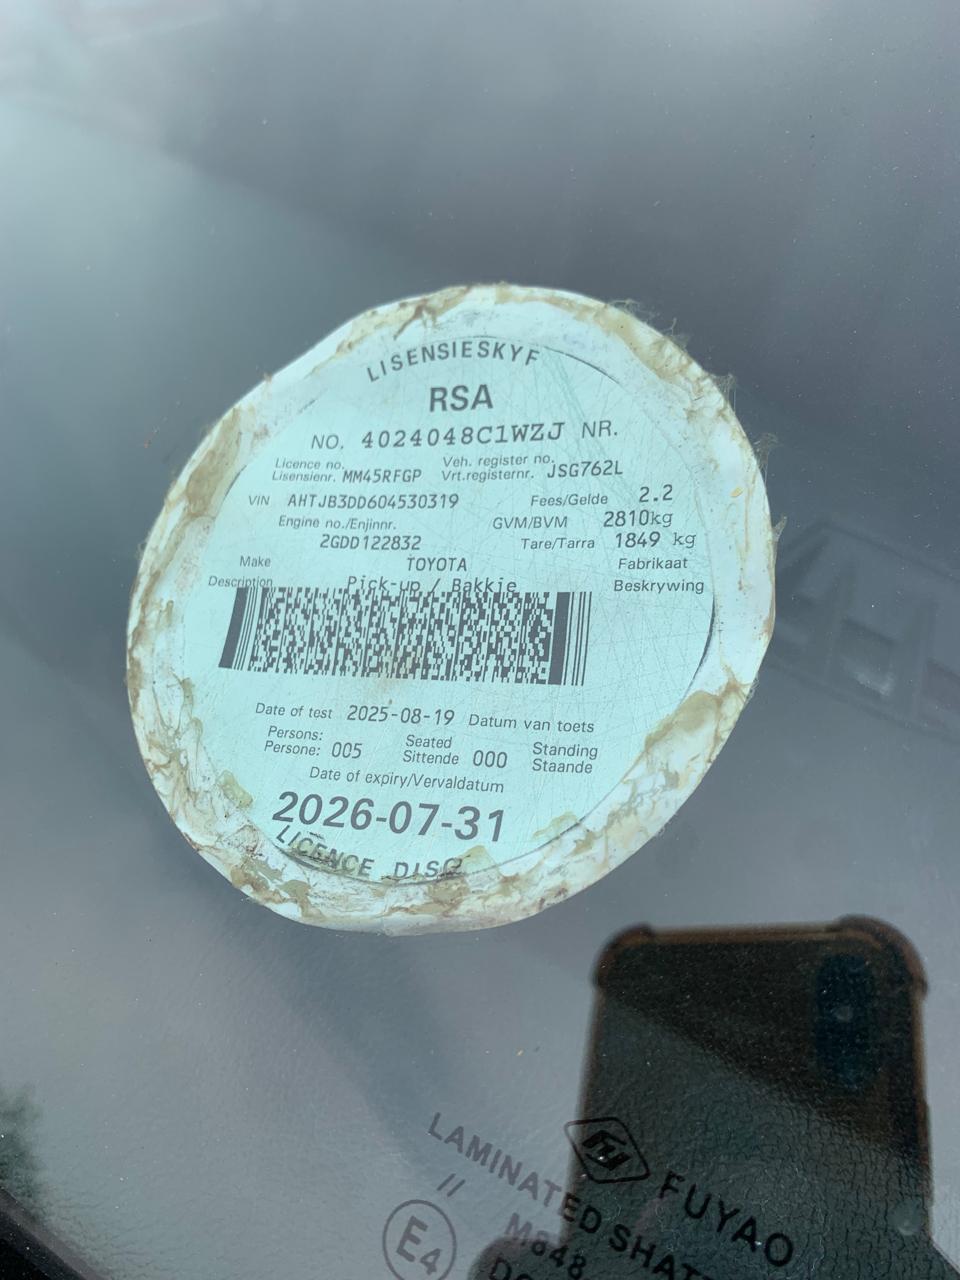 LISENSIESKYF
RSA
NO. 4024048C1WZJ NR.
Licence no. Veh. register no.
Lisensienr. MM45RFGP Vrt.registernr. JSG762L
VIN AHTJB3DD604530319 Fees/Gelde 2.2
Engine no./Enjinnr. GVM/BVM 2810kg
2GDD122832 Tare/Tarra 1849 kg
Make TOYOTA Fabrikaat
Description Pick-up / Bakkie Beskrywing
Date of test 2025-08-19 Datum van toets
Persons: Seated Standing
Persone: 005 Sittende 000 Staande
Date of expiry/Vervaldatum
2026-07-31
LICENCE DISC
FUYAO
LAMINATED
//
E4 M848